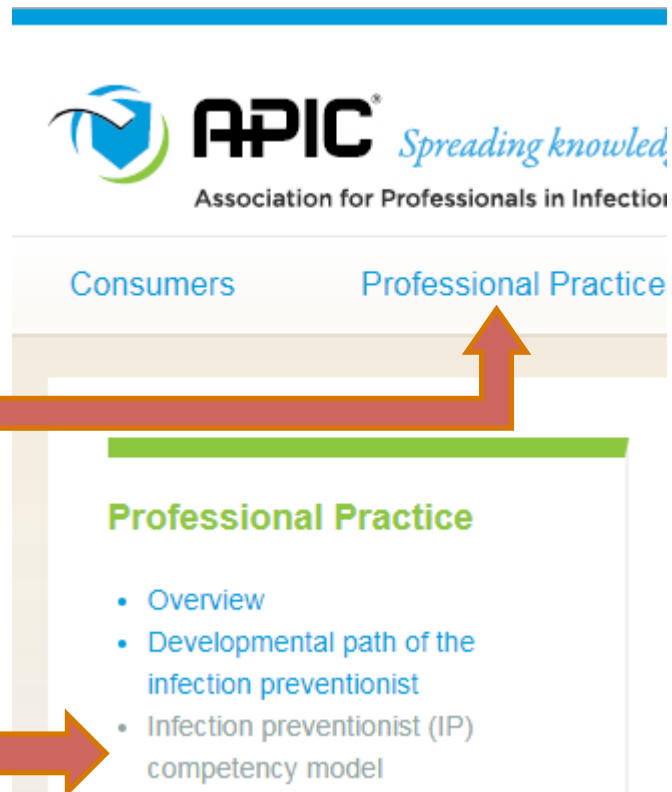 APIC® Spreading knowled
Association for Professionals in Infection
Consumers Professional Practice
Professional Practice
• Overview
• Developmental path of the
infection preventionist
• Infection preventionist (IP)
competency model